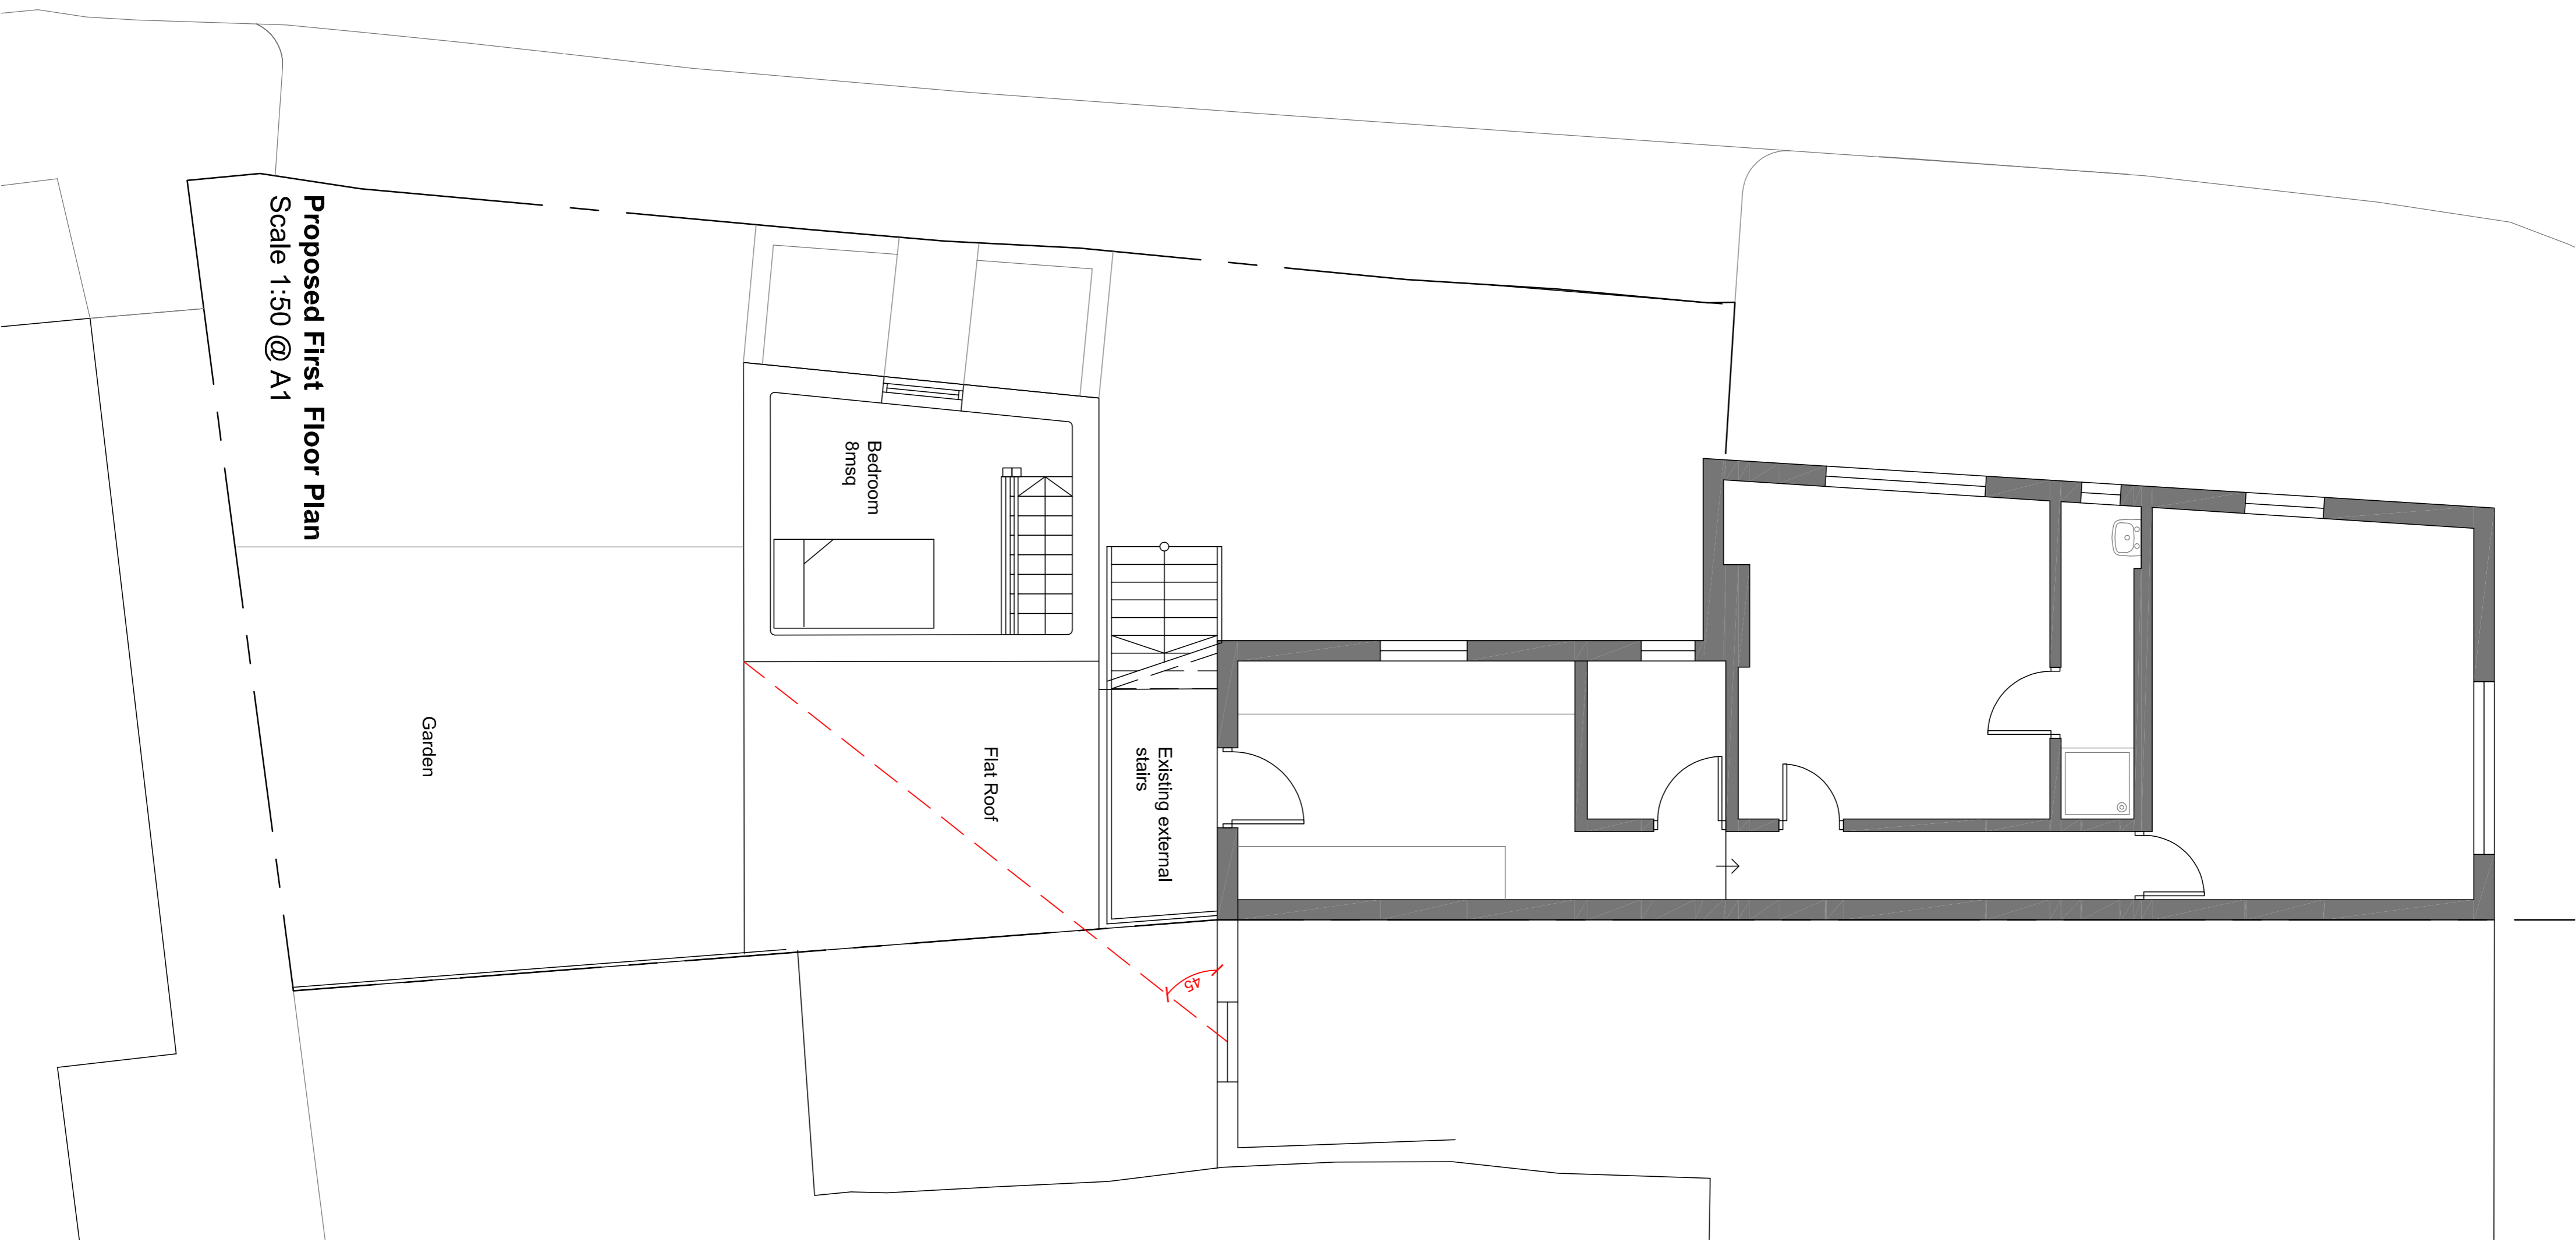 Proposed First Floor Plan
Scale 1:50 @ A1
Bedroom
8msq
Existing external
stairs
Flat Roof
Garden
45